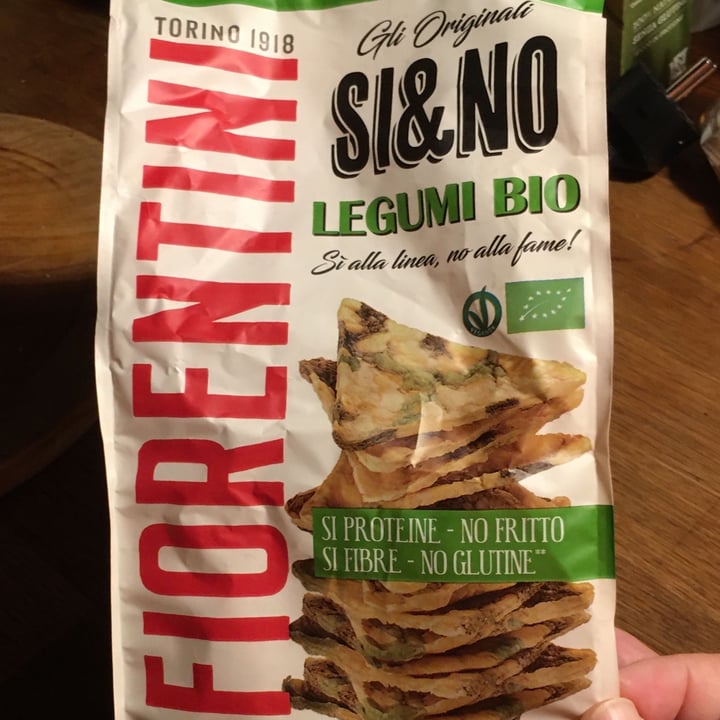 TORINO 1918
FIORENTINI
Gli Originali
SI&NO
LEGUMI BIO
Sì alla linea, no alla fame!
SI PROTEINE - NO FRITTO
SI FIBRE - NO GLUTINE**